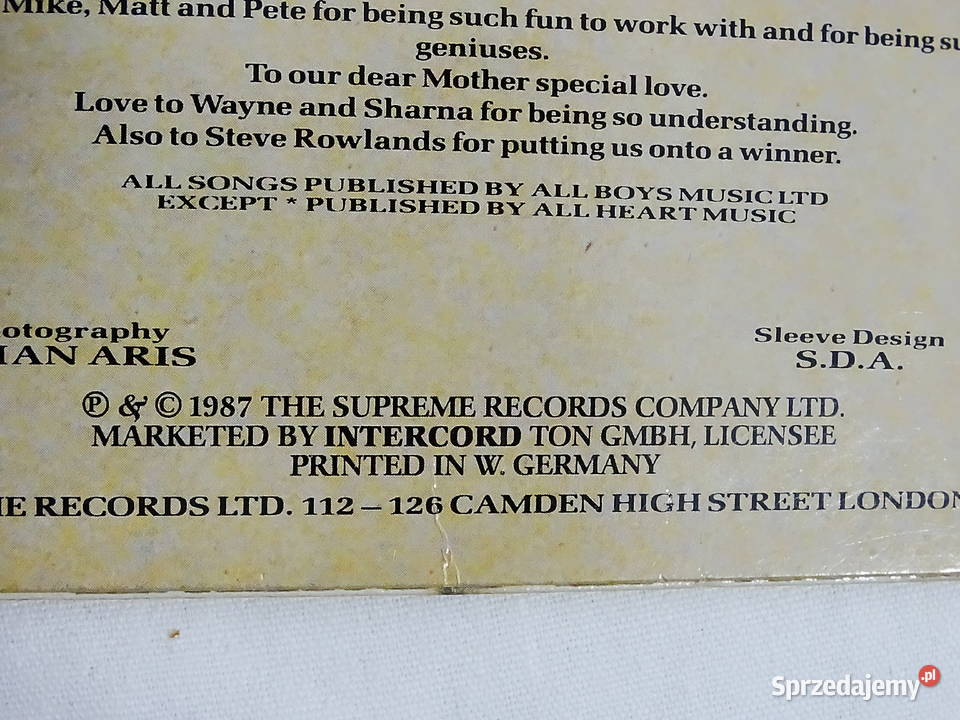 Mike, Matt and Pete for being such fun to work with and for being su
geniuses.
To our dear Mother special love.
Love to Wayne and Sharna for being so understanding.
Also to Steve Rowlands for putting us onto a winner.
ALL SONGS PUBLISHED BY ALL BOYS MUSIC LTD
EXCEPT * PUBLISHED BY ALL HEART MUSIC
otography
IAN ARIS
Sleeve Design
S.D.A.
℗ & © 1987 THE SUPREME RECORDS COMPANY LTD.
MARKETED BY INTERCORD TON GMBH, LICENSEE
PRINTED IN W. GERMANY
E RECORDS LTD. 112 – 126 CAMDEN HIGH STREET LONDON
Sprzedajemy.pl